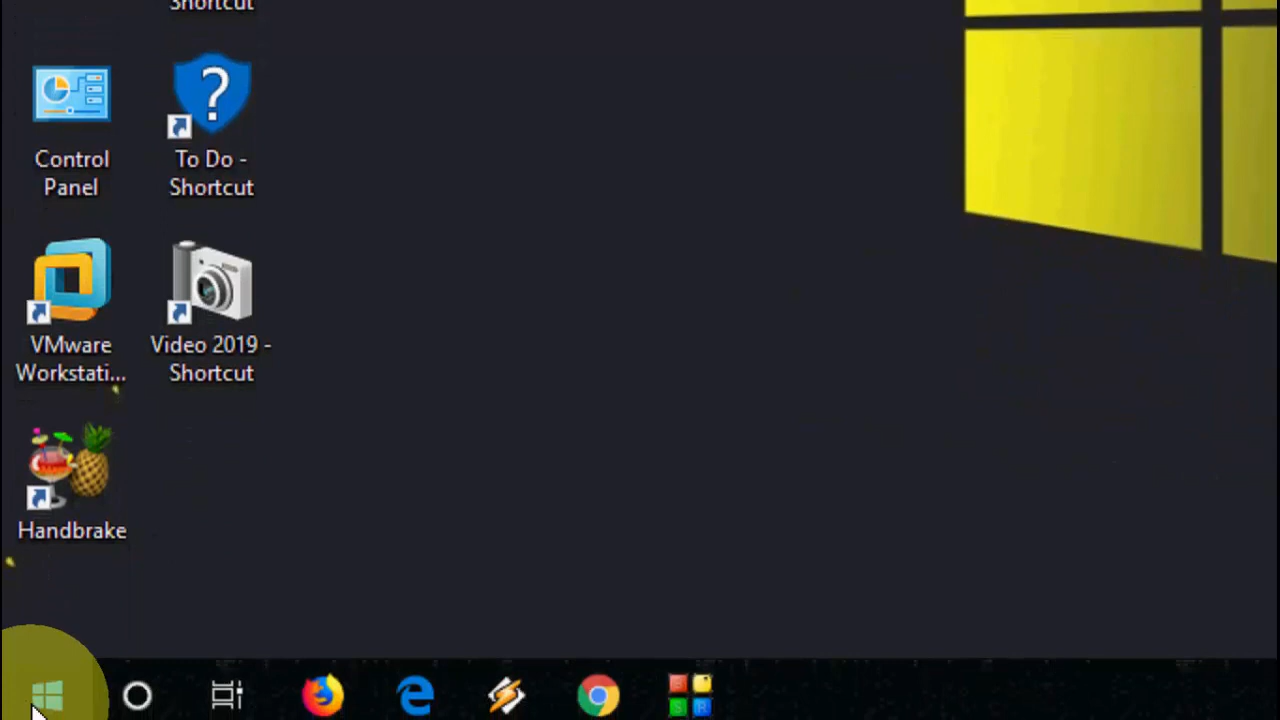 Shortcut
Control
Panel
To Do -
Shortcut
VMware
Workstati...
Video 2019 -
Shortcut
Handbrake